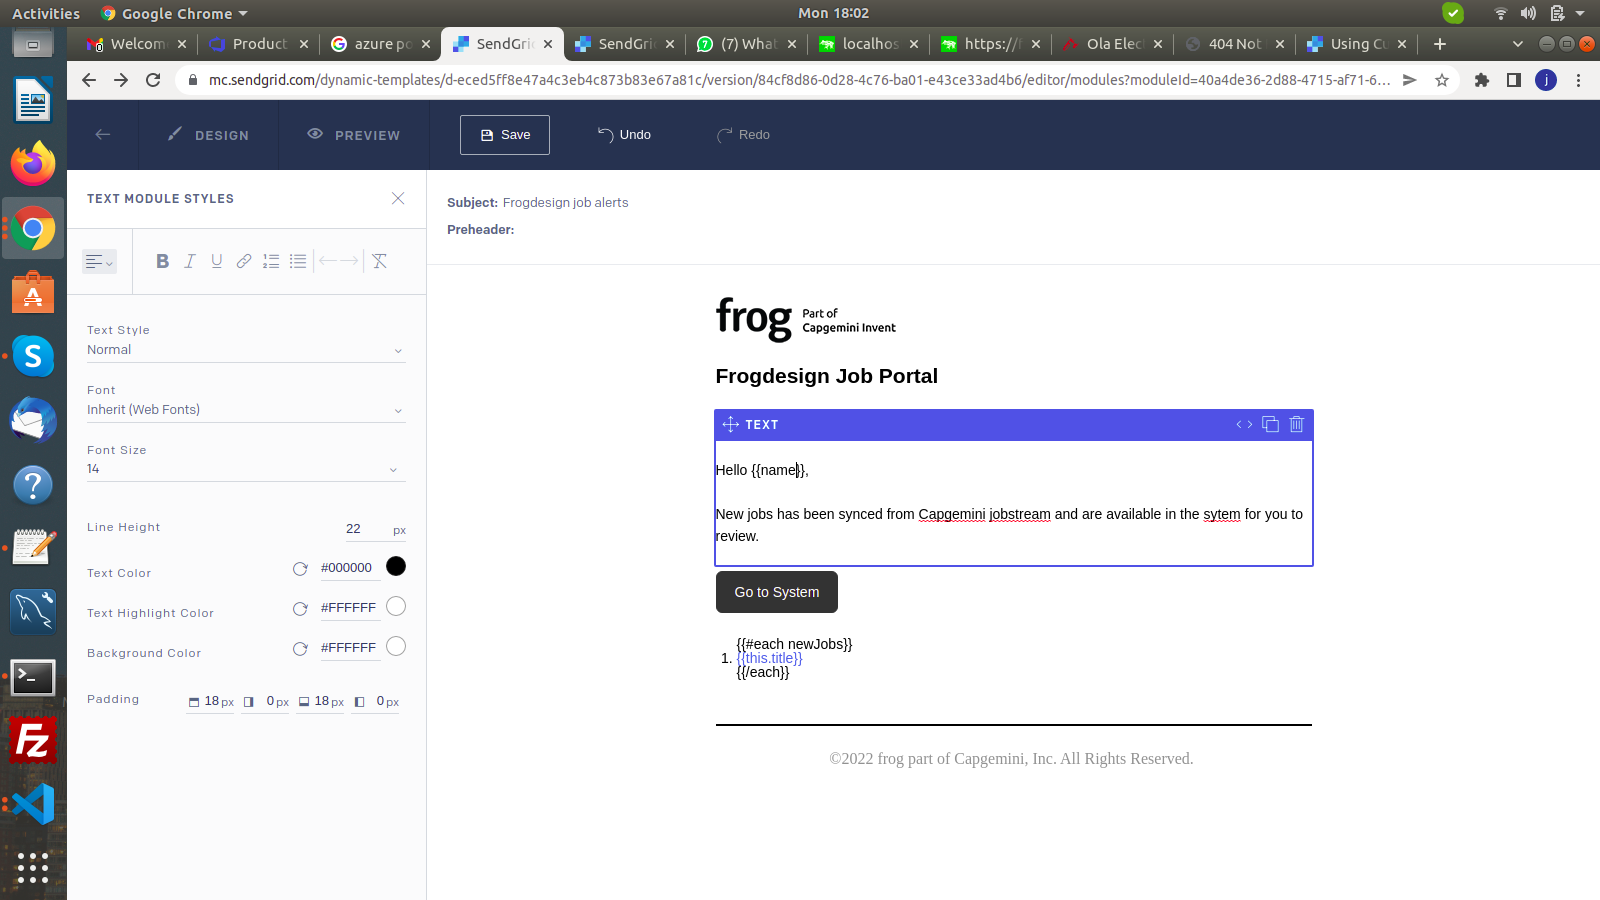 Activities
Google Chrome
Mon 18:02
Welcom
Product
azure po
SendGri
SendGri
(7) What
localhos
https://f
Ola Elec
404 Not
Using Cu
mc.sendgrid.com/dynamic-templates/d-eced5ff8e47a4c3eb4c873b83e67a81c/version/84cf8d86-0d28-4c76-ba01-e43ce33ad4b6/editor/modules?moduleId=40a4de36-2d88-4715-af71-6...
j
DESIGN
PREVIEW
Save
Undo
Redo
TEXT MODULE STYLES
Subject: Frogdesign job alerts
Preheader:
B I U
Text Style
Normal
Font
Inherit (Web Fonts)
Font Size
14
Line Height 22 px
Text Color #000000
Text Highlight Color #FFFFFF
Background Color #FFFFFF
Padding 18 px 0 px 18 px 0 px
frog Part of
Capgemini Invent
Frogdesign Job Portal
TEXT
Hello {{name}},
New jobs has been synced from Capgemini jobstream and are available in the sytem for you to
review.
Go to System
{{#each newJobs}}
1. {{this.title}}
{{/each}}
©2022 frog part of Capgemini, Inc. All Rights Reserved.